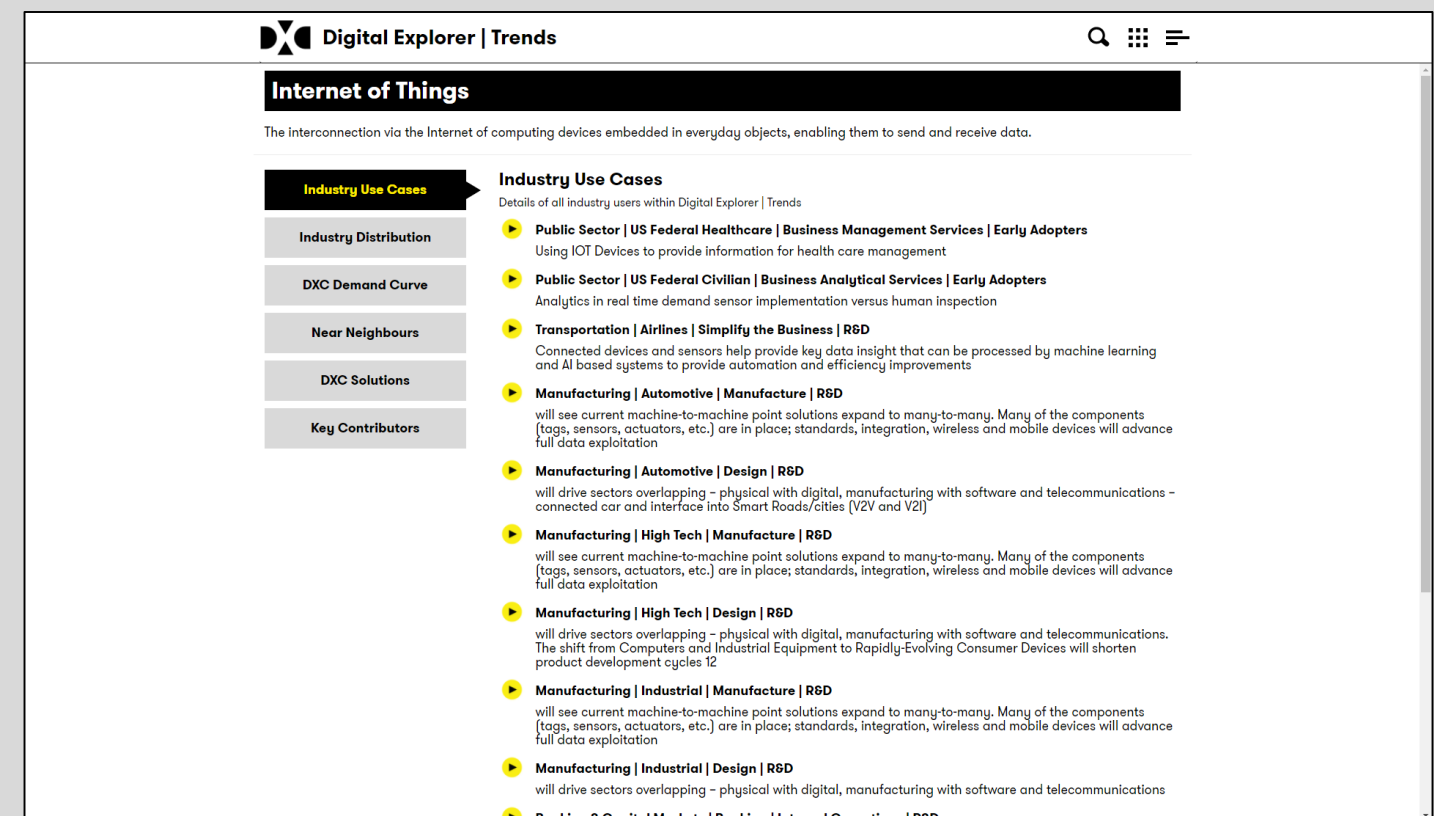 DXC Digital Explorer | Trends
Internet of Things
The interconnection via the Internet of computing devices embedded in everyday objects, enabling them to send and receive data.
Industry Use Cases
Industry Distribution
DXC Demand Curve
Near Neighbours
DXC Solutions
Key Contributors
Industry Use Cases
Details of all industry users within Digital Explorer | Trends
Public Sector | US Federal Healthcare | Business Management Services | Early Adopters
Using IOT Devices to provide information for health care management
Public Sector | US Federal Civilian | Business Analytical Services | Early Adopters
Analytics in real time demand sensor implementation versus human inspection
Transportation | Airlines | Simplify the Business | R&D
Connected devices and sensors help provide key data insight that can be processed by machine learning
and AI based systems to provide automation and efficiency improvements
Manufacturing | Automotive | Manufacture | R&D
will see current machine-to-machine point solutions expand to many-to-many. Many of the components
(tags, sensors, actuators, etc.) are in place; standards, integration, wireless and mobile devices will advance
full data exploitation
Manufacturing | Automotive | Design | R&D
will drive sectors overlapping – physical with digital, manufacturing with software and telecommunications –
connected car and interface into Smart Roads/cities (V2V and V2I)
Manufacturing | High Tech | Manufacture | R&D
will see current machine-to-machine point solutions expand to many-to-many. Many of the components
(tags, sensors, actuators, etc.) are in place; standards, integration, wireless and mobile devices will advance
full data exploitation
Manufacturing | High Tech | Design | R&D
will drive sectors overlapping – physical with digital, manufacturing with software and telecommunications.
The shift from Computers and Industrial Equipment to Rapidly-Evolving Consumer Devices will shorten
product development cycles 12
Manufacturing | Industrial | Manufacture | R&D
will see current machine-to-machine point solutions expand to many-to-many. Many of the components
(tags, sensors, actuators, etc.) are in place; standards, integration, wireless and mobile devices will advance
full data exploitation
Manufacturing | Industrial | Design | R&D
will drive sectors overlapping – physical with digital, manufacturing with software and telecommunications